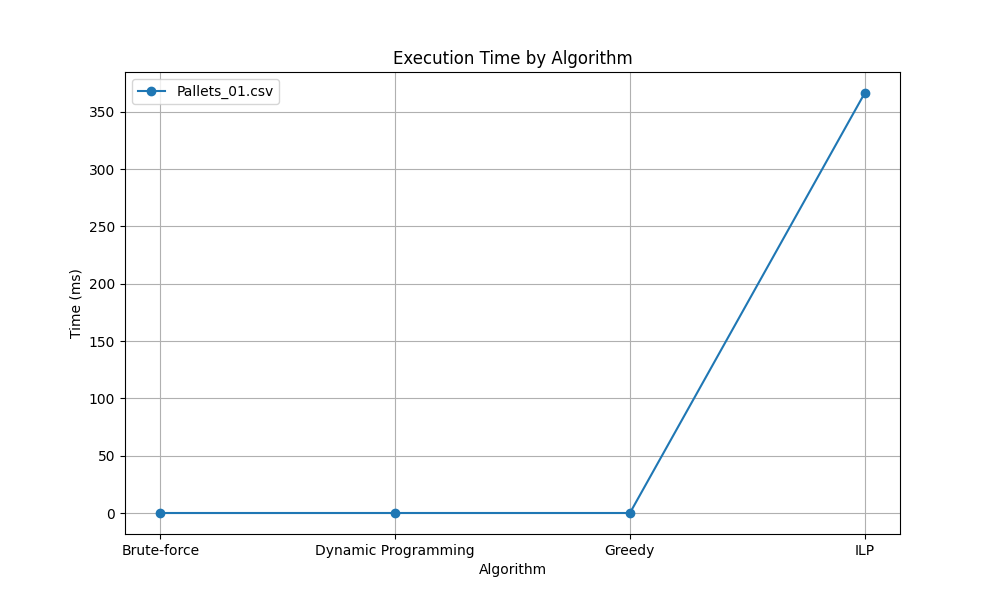 Execution Time by Algorithm
Pallets_01.csv
350
300
250
200
150
100
50
0
Time (ms)
Brute-force
Dynamic Programming
Greedy
ILP
Algorithm